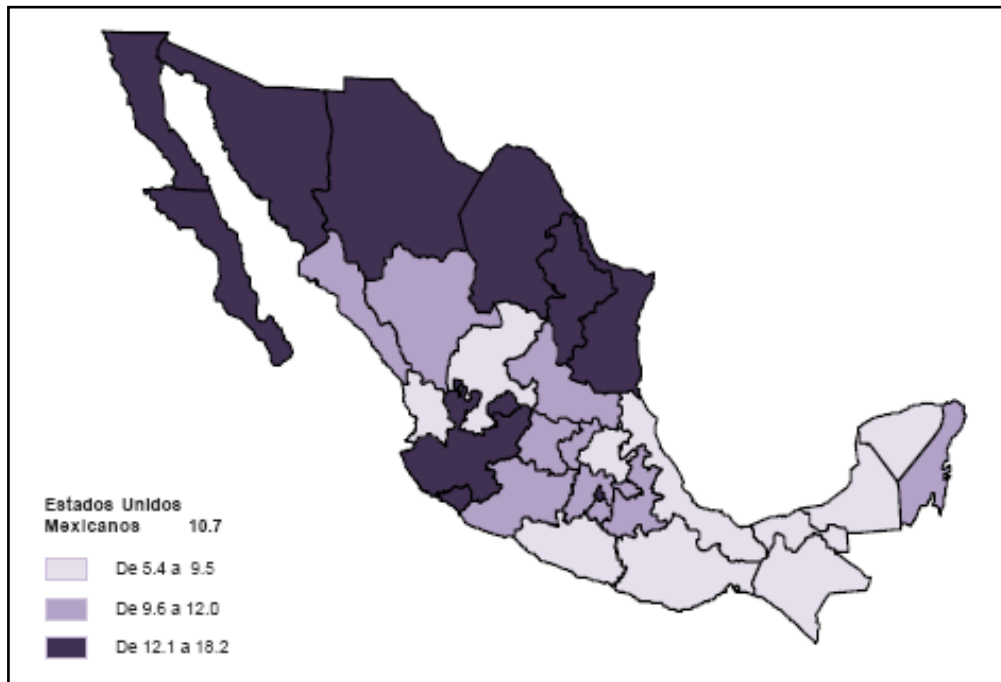 Estados Unidos
Mexicanos 10.7
De 5.4 a 9.5
De 9.6 a 12.0
De 12.1 a 18.2